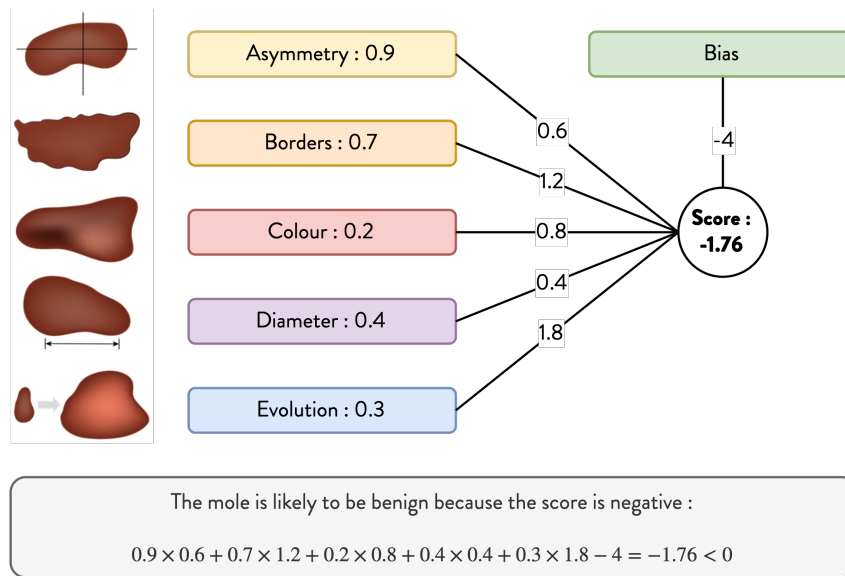 Asymmetry : 0.9
Bias
0.6
Borders : 0.7
-4
1.2
Colour : 0.2
0.8
Score :
-1.76
0.4
Diameter : 0.4
1.8
Evolution : 0.3
The mole is likely to be benign because the score is negative :
0.9 × 0.6 + 0.7 × 1.2 + 0.2 × 0.8 + 0.4 × 0.4 + 0.3 × 1.8 − 4 = −1.76 < 0